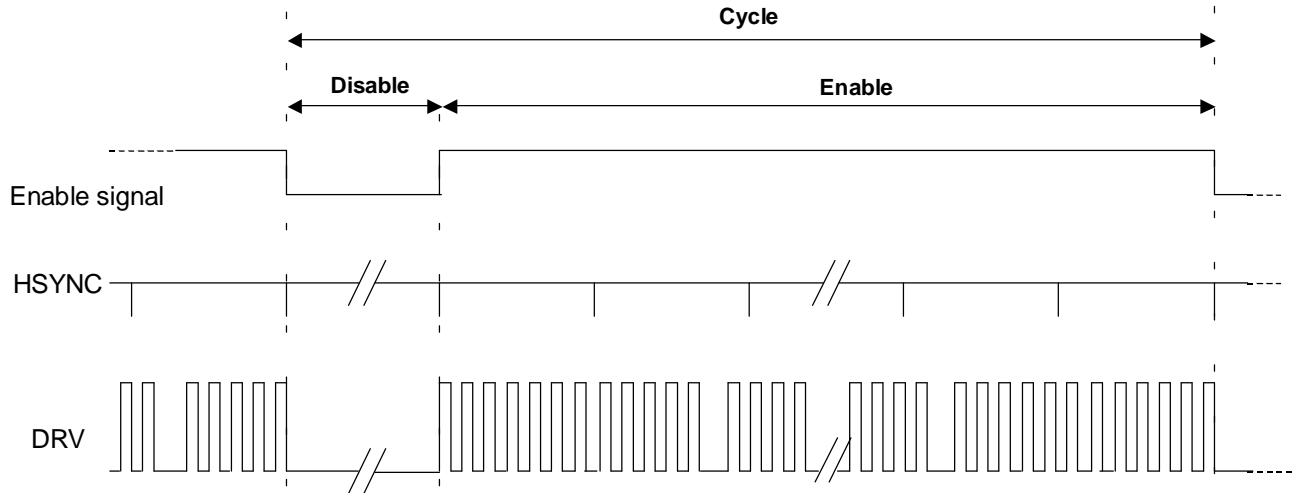 Cycle
Disable
Enable
Enable signal
HSYNC
DRV